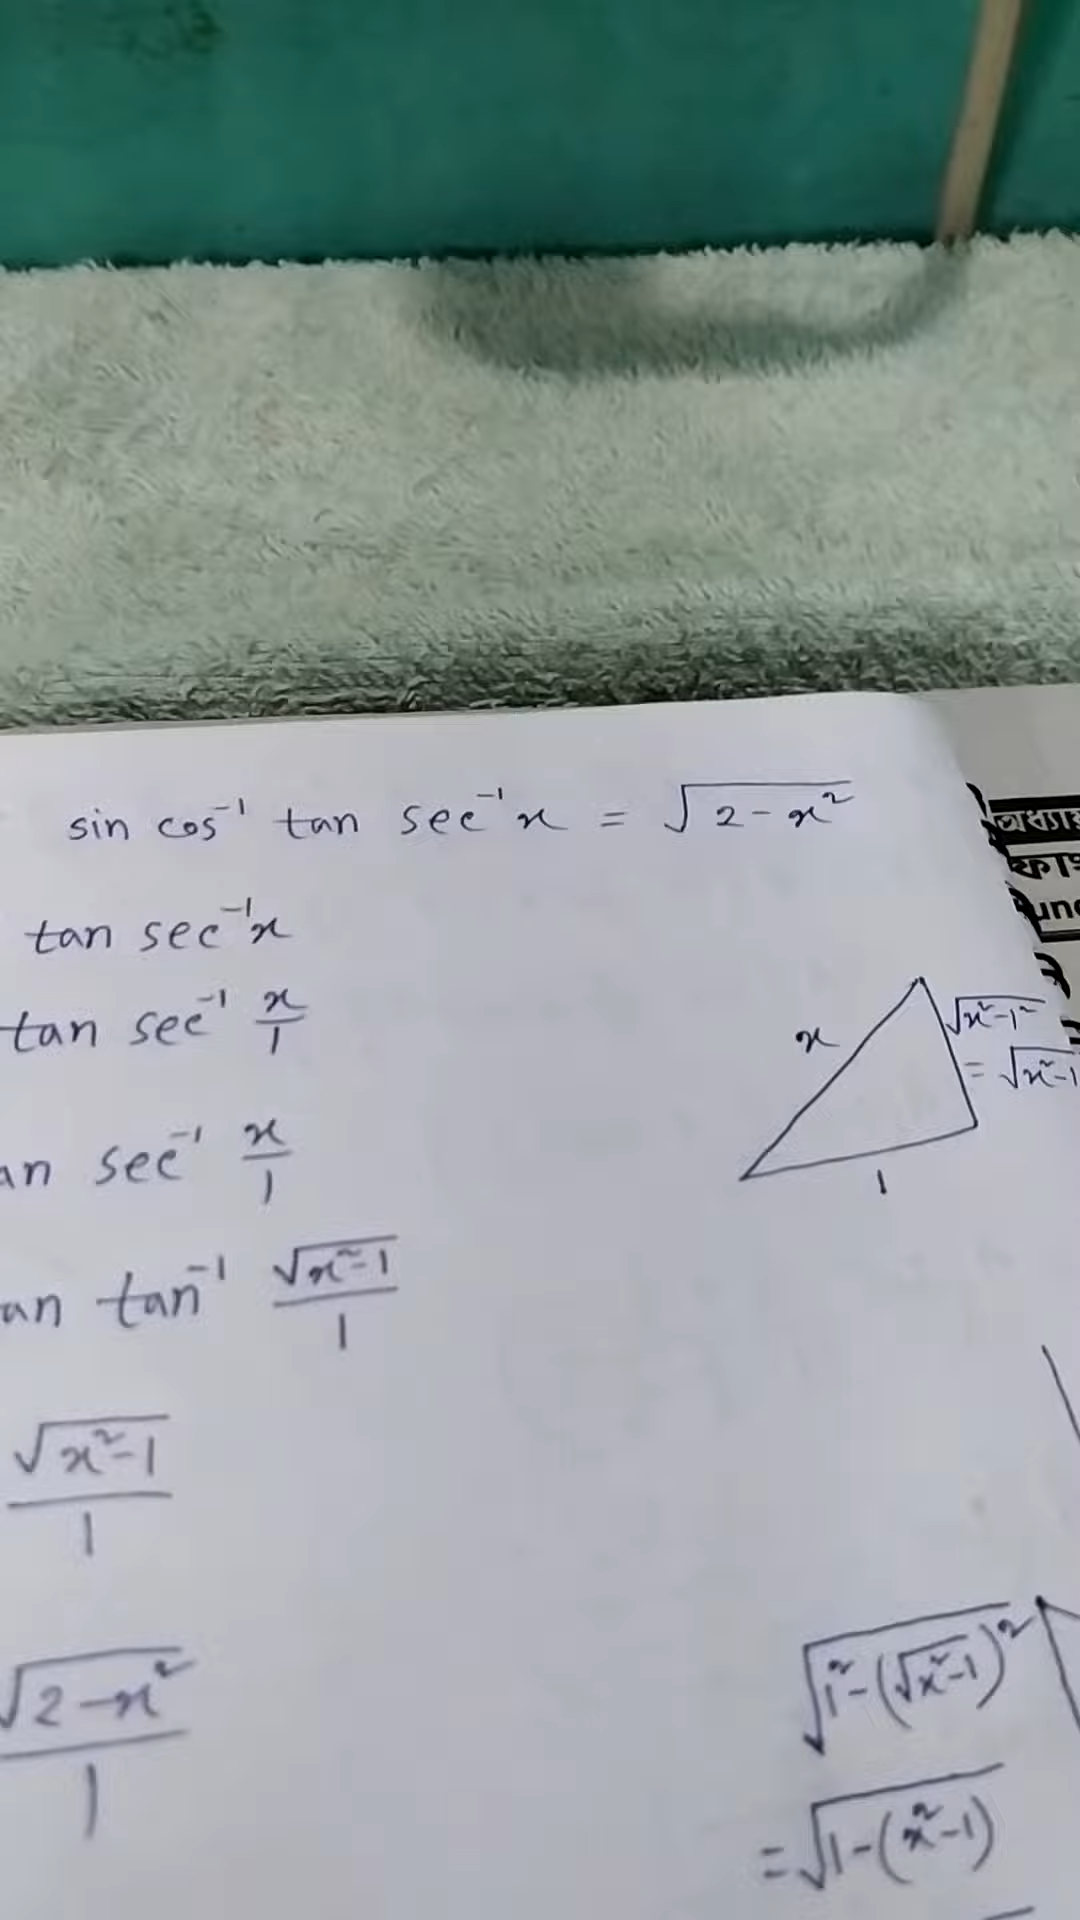 sin cos⁻¹ tan sec⁻¹x = √(2-x²)
tan sec⁻¹x
tan sec⁻¹ x/1
an sec⁻¹ x/1
an tan⁻¹ √(x²-1)/1
√(x²-1)/1
√(2-x²)/1
x
√(x²-1²)
= √(x²-1
1
√(1²-(√(x²-1))²)
= √(1-(x²-1))
অধ্যায়
unc